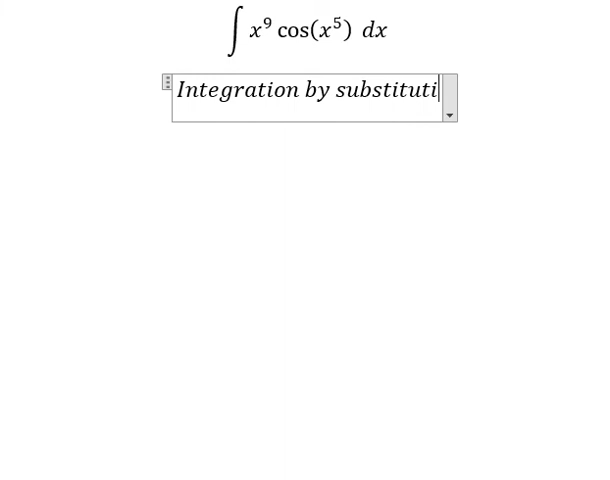 ∫ x⁹ cos(x⁵) dx
Integration by substituti